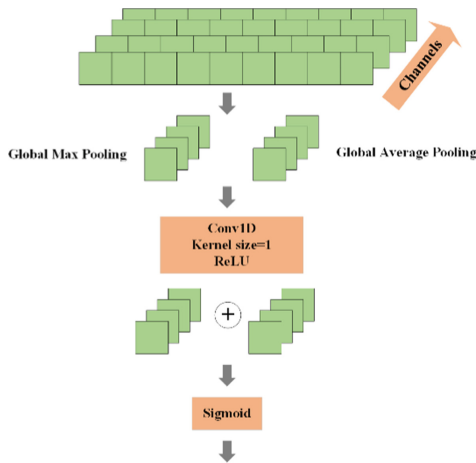 Channels
Global Max Pooling
Global Average Pooling
Conv1D
Kernel size=1
ReLU
+
Sigmoid